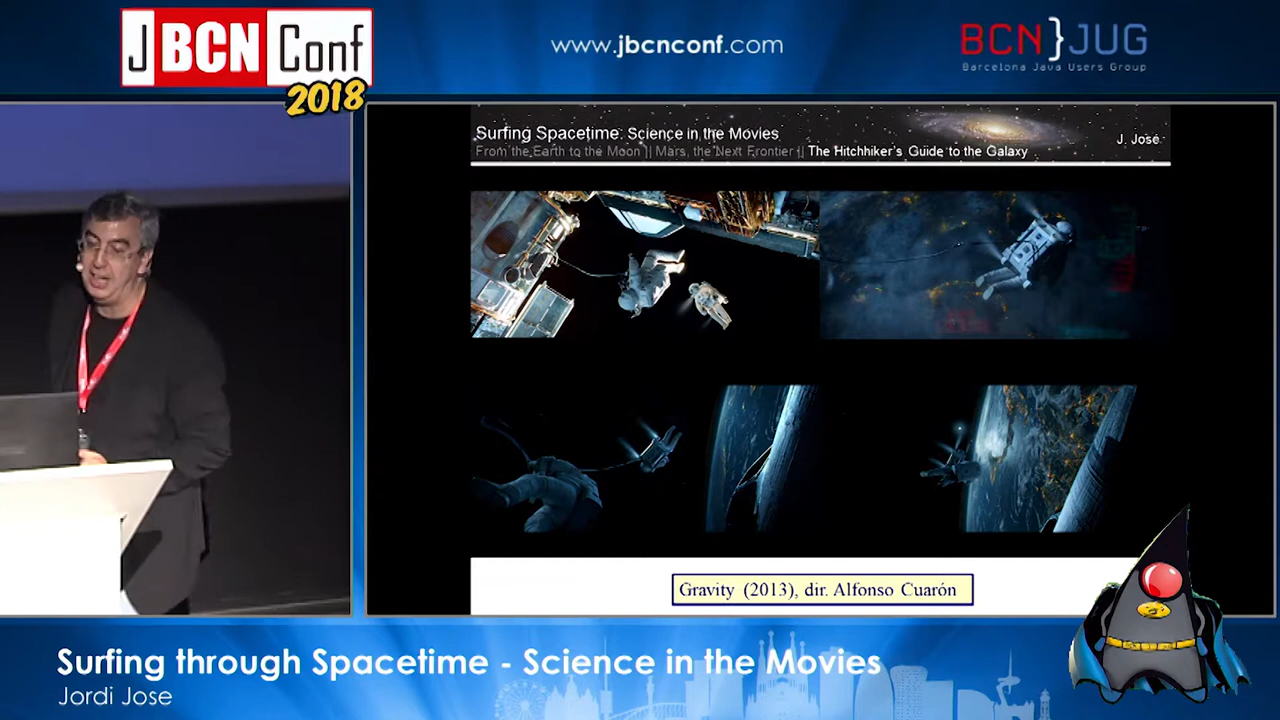 JBCN Conf
2018
www.jbcnconf.com
BCN}JUG
Barcelona Java Users Group
Surfing Spacetime: Science in the Movies
J. José
From the Earth to the Moon || Mars, the Next Frontier || The Hitchhiker's Guide to the Galaxy
Gravity (2013), dir. Alfonso Cuarón
Surfing through Spacetime - Science in the Movies
Jordi Jose